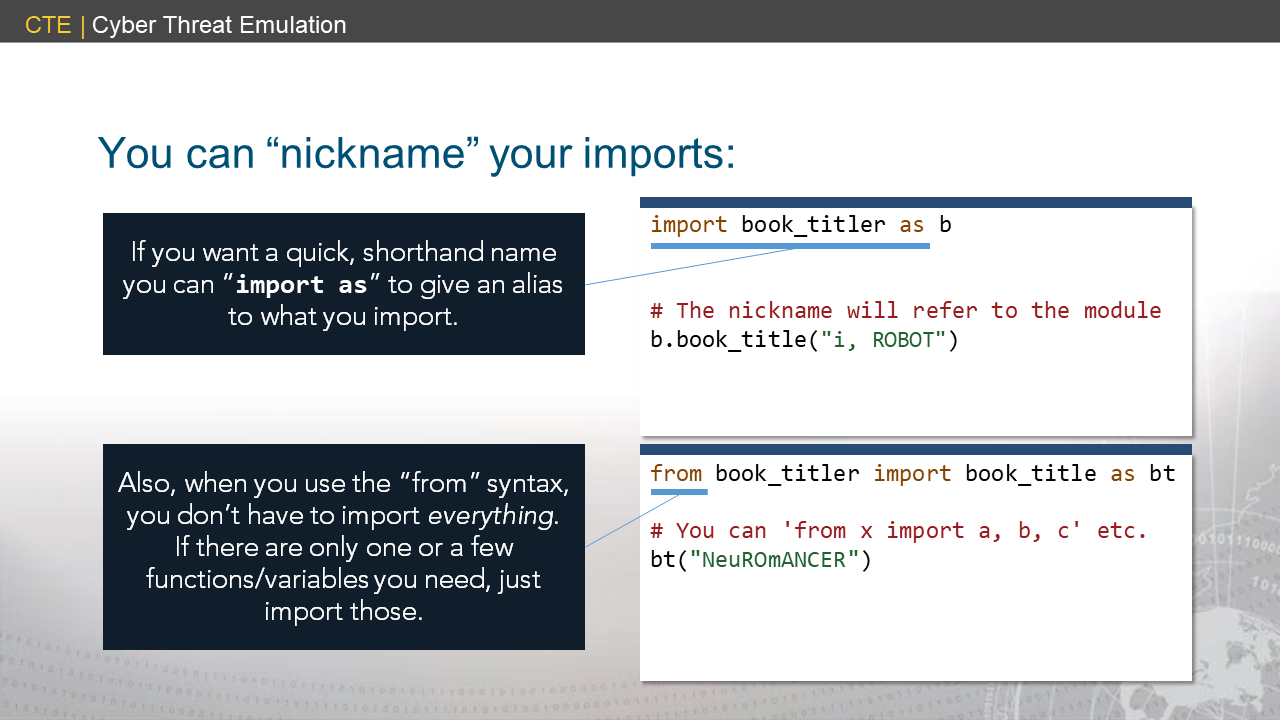 CTE | Cyber Threat Emulation
You can “nickname” your imports:
If you want a quick, shorthand name
you can “import as” to give an alias
to what you import.
import book_titler as b
# The nickname will refer to the module
b.book_title("i, ROBOT")
Also, when you use the “from” syntax,
you don’t have to import everything.
If there are only one or a few
functions/variables you need, just
import those.
from book_titler import book_title as bt
# You can 'from x import a, b, c' etc.
bt("NeuROmANCER")